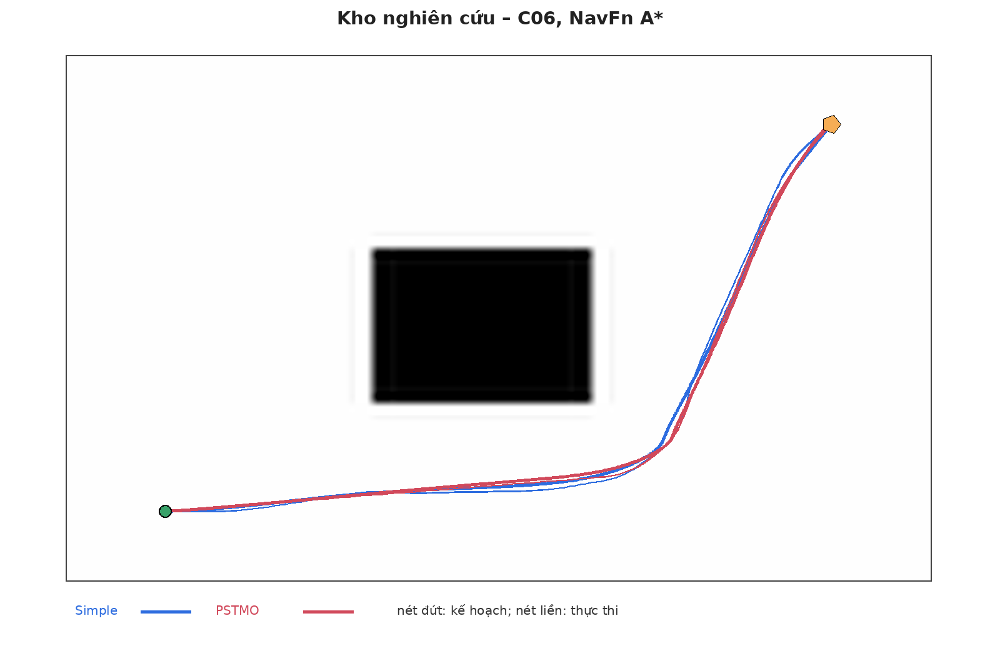 Kho nghiên cứu – C06, NavFn A*
Simple PSTMO nét đứt: kế hoạch; nét liền: thực thi